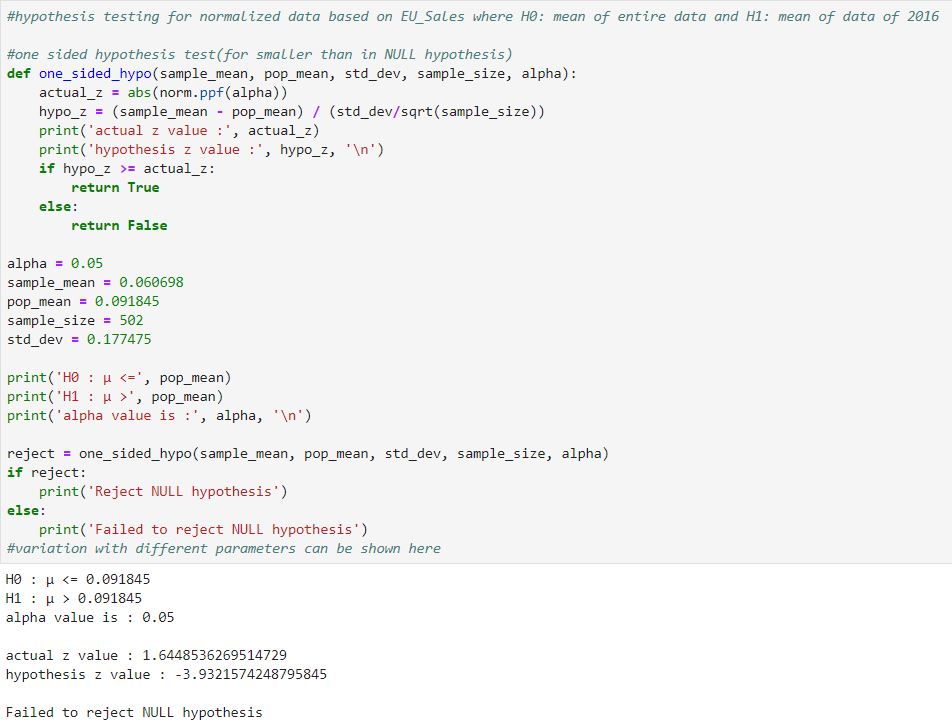 #hypothesis testing for normalized data based on EU_Sales where H0: mean of entire data and H1: mean of data of 2016
#one sided hypothesis test(for smaller than in NULL hypothesis)
def one_sided_hypo(sample_mean, pop_mean, std_dev, sample_size, alpha):
    actual_z = abs(norm.ppf(alpha))
    hypo_z = (sample_mean - pop_mean) / (std_dev/sqrt(sample_size))
    print('actual z value :', actual_z)
    print('hypothesis z value :', hypo_z, '\n')
    if hypo_z >= actual_z:
        return True
    else:
        return False
alpha = 0.05
sample_mean = 0.060698
pop_mean = 0.091845
sample_size = 502
std_dev = 0.177475
print('H0 : μ <=', pop_mean)
print('H1 : μ >', pop_mean)
print('alpha value is :', alpha, '\n')
reject = one_sided_hypo(sample_mean, pop_mean, std_dev, sample_size, alpha)
if reject:
    print('Reject NULL hypothesis')
else:
    print('Failed to reject NULL hypothesis')
#variation with different parameters can be shown here
H0 : μ <= 0.091845
H1 : μ > 0.091845
alpha value is : 0.05
actual z value : 1.6448536269514729
hypothesis z value : -3.9321574248795845
Failed to reject NULL hypothesis